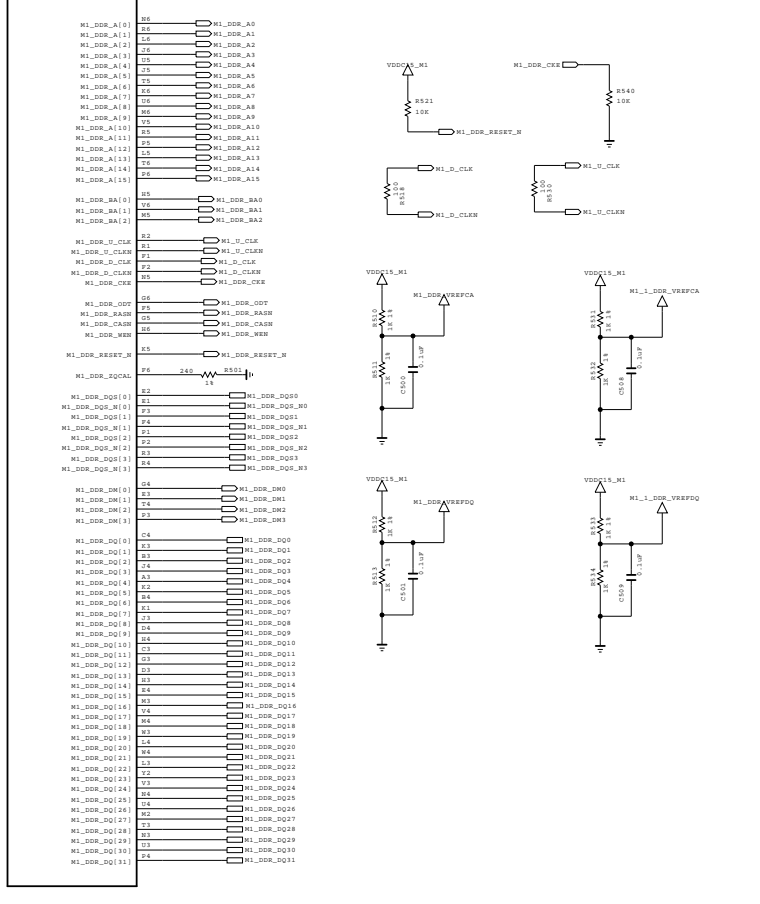 M1_DDR_A[0] N6 M1_DDR_A0
M1_DDR_A[1] R6 M1_DDR_A1
M1_DDR_A[2] L6 M1_DDR_A2
M1_DDR_A[3] J6 M1_DDR_A3
M1_DDR_A[4] U5 M1_DDR_A4
M1_DDR_A[5] J5 M1_DDR_A5
M1_DDR_A[6] T5 M1_DDR_A6
M1_DDR_A[7] K6 M1_DDR_A7
M1_DDR_A[8] U6 M1_DDR_A8
M1_DDR_A[9] M6 M1_DDR_A9
M1_DDR_A[10] V5 M1_DDR_A10
M1_DDR_A[11] R5 M1_DDR_A11
M1_DDR_A[12] P5 M1_DDR_A12
M1_DDR_A[13] L5 M1_DDR_A13
M1_DDR_A[14] T6 M1_DDR_A14
M1_DDR_A[15] P6 M1_DDR_A15
M1_DDR_BA[0] H5 M1_DDR_BA0
M1_DDR_BA[1] V6 M1_DDR_BA1
M1_DDR_BA[2] M5 M1_DDR_BA2
M1_DDR_U_CLK R2 M1_U_CLK
M1_DDR_U_CLKN R1 M1_U_CLKN
M1_DDR_D_CLK F1 M1_D_CLK
M1_DDR_D_CLKN F2 M1_D_CLKN
M1_DDR_CKE N5 M1_DDR_CKE
M1_DDR_ODT G6 M1_DDR_ODT
M1_DDR_RASN F5 M1_DDR_RASN
M1_DDR_CASN G5 M1_DDR_CASN
M1_DDR_WEN H6 M1_DDR_WEN
M1_DDR_RESET_N K5 M1_DDR_RESET_N
M1_DDR_ZQCAL F6 240 R501
1%
M1_DDR_DQS[0] E2 M1_DDR_DQS0
M1_DDR_DQS_N[0] E1 M1_DDR_DQS_N0
M1_DDR_DQS[1] F3 M1_DDR_DQS1
M1_DDR_DQS_N[1] F4 M1_DDR_DQS_N1
M1_DDR_DQS[2] P1 M1_DDR_DQS2
M1_DDR_DQS_N[2] P2 M1_DDR_DQS_N2
M1_DDR_DQS[3] R3 M1_DDR_DQS3
M1_DDR_DQS_N[3] R4 M1_DDR_DQS_N3
M1_DDR_DM[0] G4 M1_DDR_DM0
M1_DDR_DM[1] E3 M1_DDR_DM1
M1_DDR_DM[2] T4 M1_DDR_DM2
M1_DDR_DM[3] P3 M1_DDR_DM3
M1_DDR_DQ[0] C4 M1_DDR_DQ0
M1_DDR_DQ[1] K3 M1_DDR_DQ1
M1_DDR_DQ[2] B3 M1_DDR_DQ2
M1_DDR_DQ[3] J4 M1_DDR_DQ3
M1_DDR_DQ[4] A3 M1_DDR_DQ4
M1_DDR_DQ[5] K2 M1_DDR_DQ5
M1_DDR_DQ[6] B4 M1_DDR_DQ6
M1_DDR_DQ[7] K1 M1_DDR_DQ7
M1_DDR_DQ[8] J3 M1_DDR_DQ8
M1_DDR_DQ[9] D4 M1_DDR_DQ9
M1_DDR_DQ[10] H4 M1_DDR_DQ10
M1_DDR_DQ[11] C3 M1_DDR_DQ11
M1_DDR_DQ[12] G3 M1_DDR_DQ12
M1_DDR_DQ[13] D3 M1_DDR_DQ13
M1_DDR_DQ[14] H3 M1_DDR_DQ14
M1_DDR_DQ[15] E4 M1_DDR_DQ15
M1_DDR_DQ[16] M3 M1_DDR_DQ16
M1_DDR_DQ[17] V4 M1_DDR_DQ17
M1_DDR_DQ[18] M4 M1_DDR_DQ18
M1_DDR_DQ[19] W3 M1_DDR_DQ19
M1_DDR_DQ[20] L4 M1_DDR_DQ20
M1_DDR_DQ[21] W4 M1_DDR_DQ21
M1_DDR_DQ[22] L3 M1_DDR_DQ22
M1_DDR_DQ[23] Y2 M1_DDR_DQ23
M1_DDR_DQ[24] V3 M1_DDR_DQ24
M1_DDR_DQ[25] N4 M1_DDR_DQ25
M1_DDR_DQ[26] U4 M1_DDR_DQ26
M1_DDR_DQ[27] M2 M1_DDR_DQ27
M1_DDR_DQ[28] T3 M1_DDR_DQ28
M1_DDR_DQ[29] N3 M1_DDR_DQ29
M1_DDR_DQ[30] U3 M1_DDR_DQ30
M1_DDR_DQ[31] P4 M1_DDR_DQ31
VDDC15_M1
R521
10K
M1_DDR_RESET_N
M1_DDR_CKE
R540
10K
M1_D_CLK
100
R518
M1_D_CLKN
M1_U_CLK
100
R530
M1_U_CLKN
VDDC15_M1
M1_DDR_VREFCA
R510
1K 1%
R511
1K 1%
C500
0.1uF
VDDC15_M1
M1_1_DDR_VREFCA
R531
1K 1%
R532
1K 1%
C508
0.1uF
VDDC15_M1
M1_DDR_VREFDQ
R512
1K 1%
R513
1K 1%
C501
0.1uF
VDDC15_M1
M1_1_DDR_VREFDQ
R533
1K 1%
R534
1K 1%
C509
0.1uF